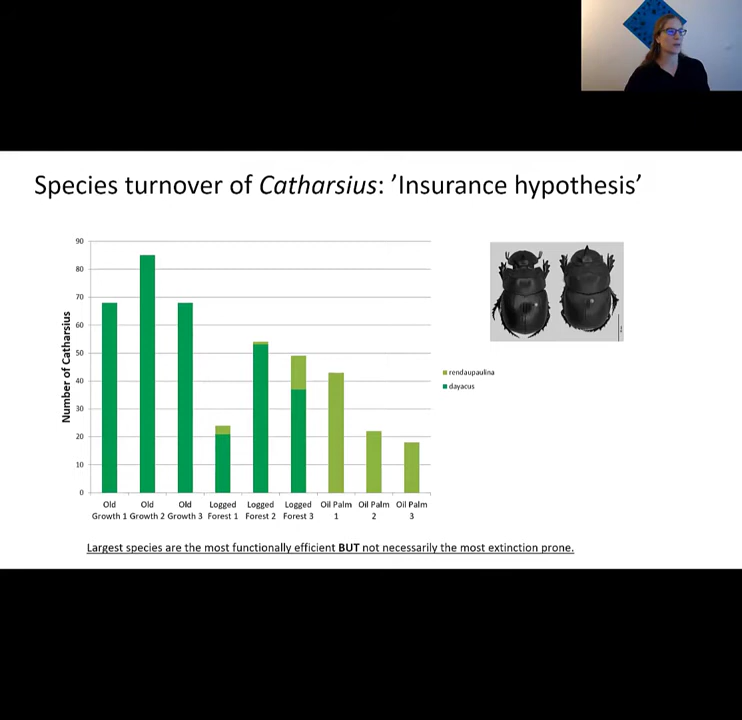 Species turnover of Catharsius: ’Insurance hypothesis’
Number of Catharsius
90
80
70
60
50
40
30
20
10
0
Old Growth 1
Old Growth 2
Old Growth 3
Logged Forest 1
Logged Forest 2
Logged Forest 3
Oil Palm 1
Oil Palm 2
Oil Palm 3
rendaupaulina
dayacus
Largest species are the most functionally efficient BUT not necessarily the most extinction prone.